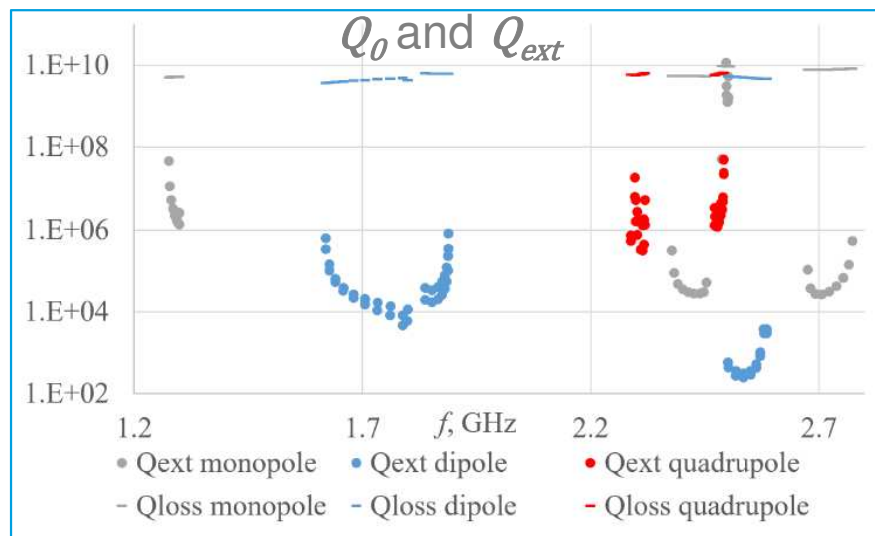 Q0 and Qext
1.E+10
1.E+08
1.E+06
1.E+04
1.E+02
1.2 1.7 f, GHz 2.2 2.7
Qext monopole Qext dipole Qext quadrupole
Qloss monopole Qloss dipole Qloss quadrupole